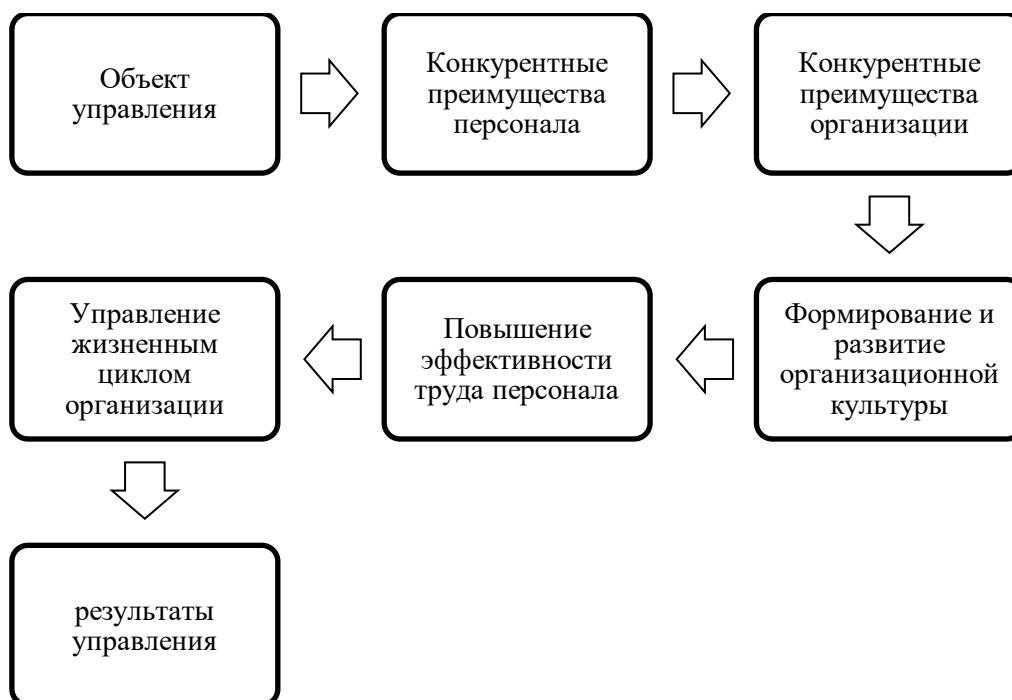 Объект
управления
Конкурентные
преимущества
персонала
Конкурентные
преимущества
организации
Формирование и
развитие
организационной
культуры
Повышение
эффективности
труда персонала
Управление
жизненным
циклом
организации
результаты
управления